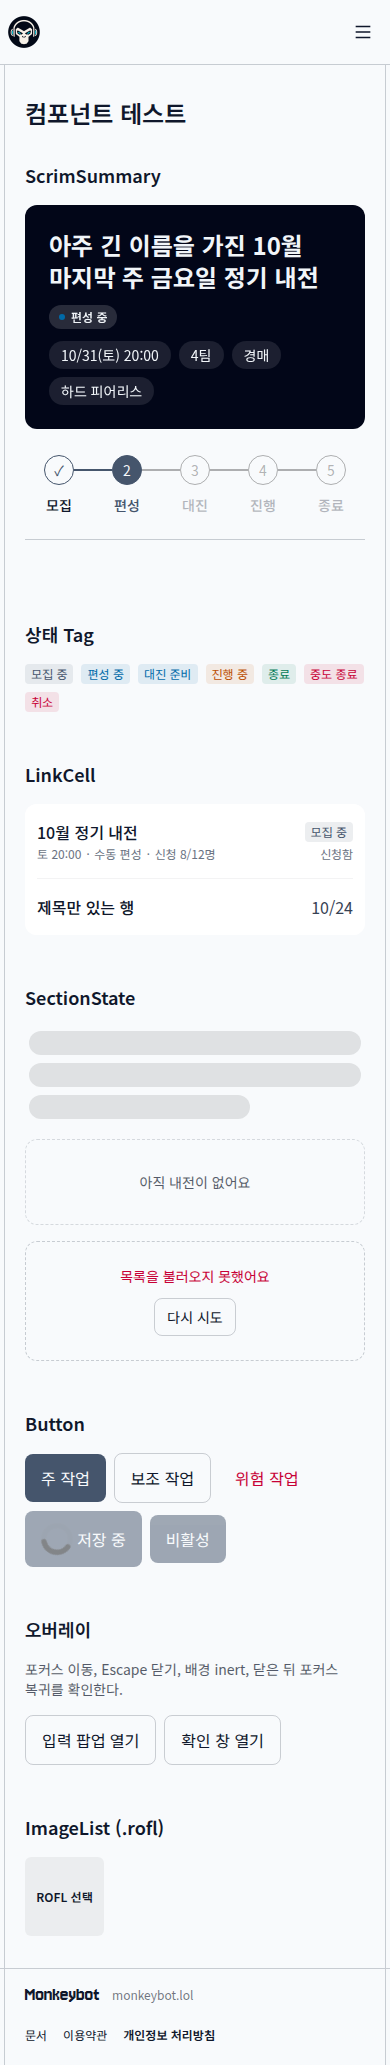 컴포넌트 테스트
ScrimSummary
아주 긴 이름을 가진 10월
마지막 주 금요일 정기 내전
편성 중
10/31(토) 20:00 4팀 경매
하드 피어리스
✓ 2 3 4 5
모집 편성 대진 진행 종료
상태 Tag
모집 중 편성 중 대진 준비 진행 중 종료 중도 종료
취소
LinkCell
10월 정기 내전 모집 중
토 20:00 · 수동 편성 · 신청 8/12명 신청함
제목만 있는 행 10/24
SectionState
아직 내전이 없어요
목록을 불러오지 못했어요
다시 시도
Button
주 작업 보조 작업 위험 작업
저장 중 비활성
오버레이
포커스 이동, Escape 닫기, 배경 inert, 닫은 뒤 포커스
복귀를 확인한다.
입력 팝업 열기 확인 창 열기
ImageList (.rofl)
ROFL 선택
Monkeybot monkeybot.lol
문서 이용약관 개인정보 처리방침